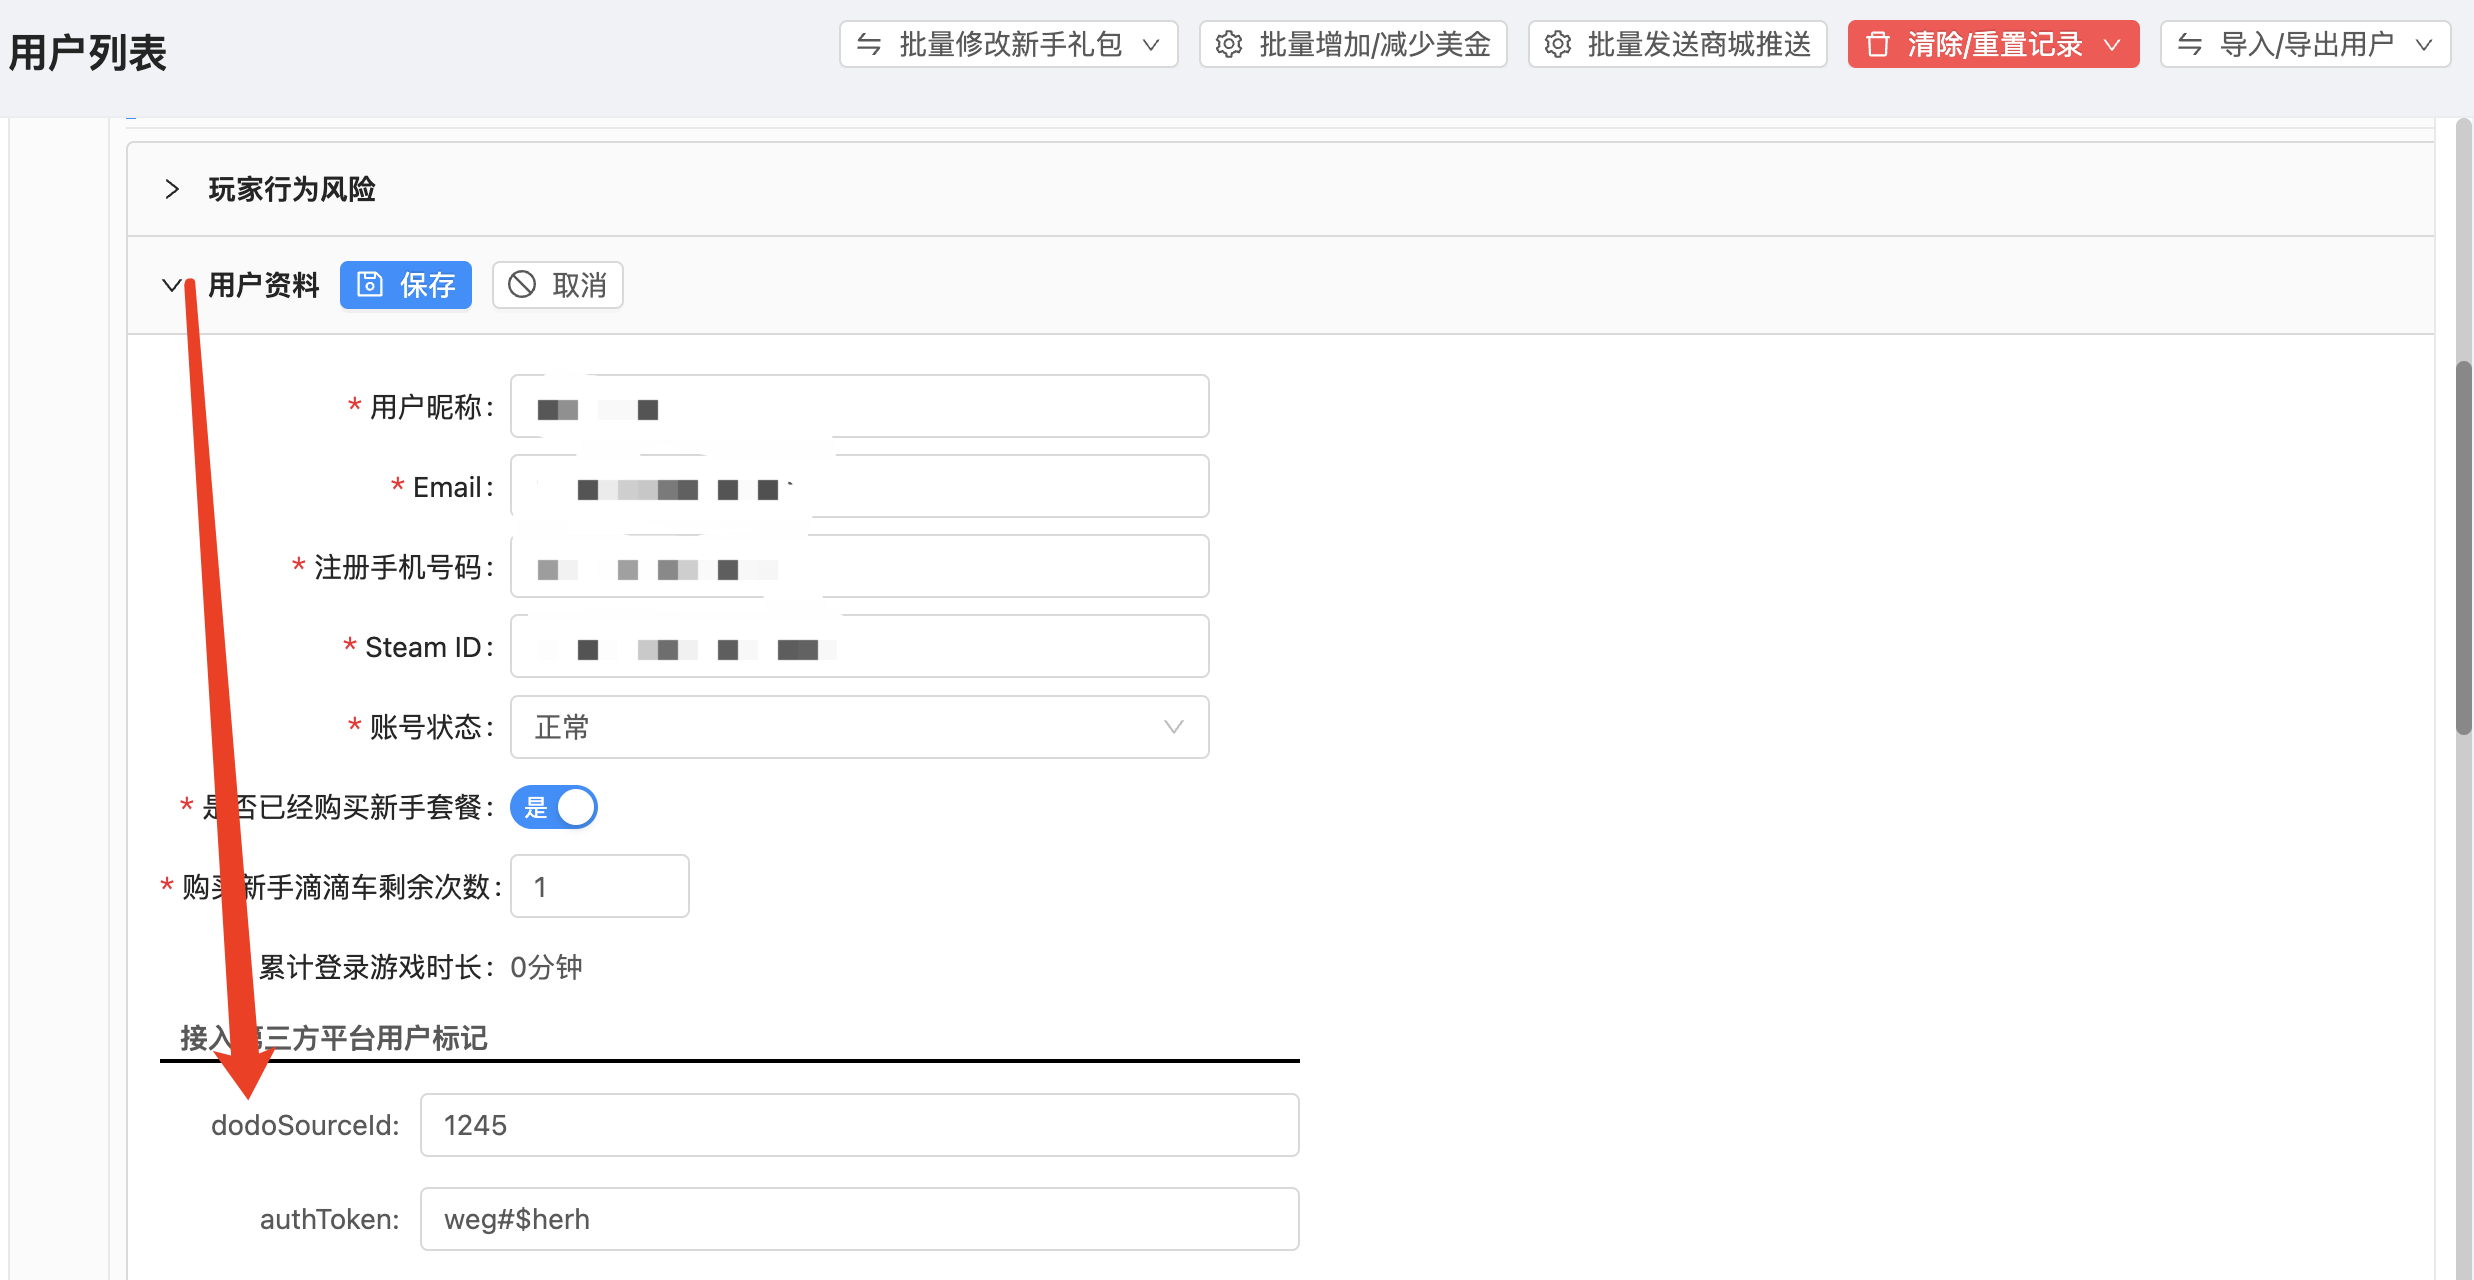 用户列表
批量修改新手礼包
批量增加/减少美金
批量发送商城推送
清除/重置记录
导入/导出用户
玩家行为风险
用户资料
保存
取消
* 用户昵称:
* Email:
* 注册手机号码:
* Steam ID:
* 账号状态: 正常
* 是否已经购买新手套餐: 是
* 购买新手滴滴车剩余次数: 1
累计登录游戏时长: 0分钟
接入第三方平台用户标记
dodoSourceId: 1245
authToken: weg#$herh